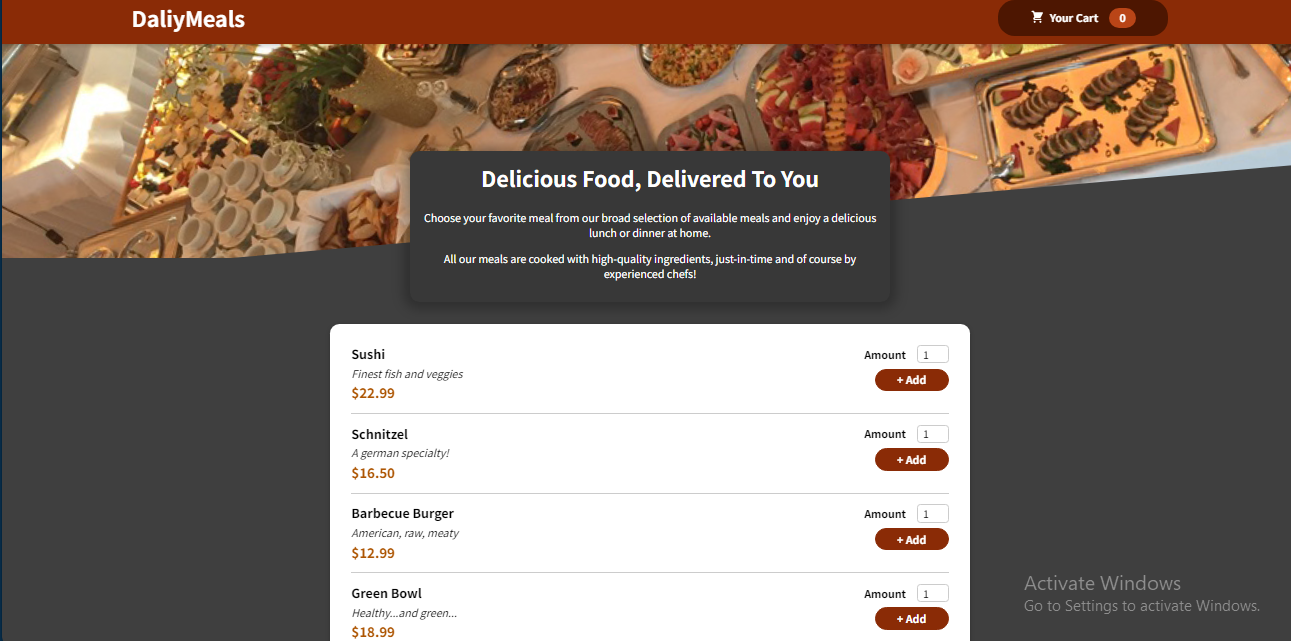 DaliyMeals
Your Cart 0
Delicious Food, Delivered To You
Choose your favorite meal from our broad selection of available meals and enjoy a delicious
lunch or dinner at home.
All our meals are cooked with high-quality ingredients, just-in-time and of course by
experienced chefs!
Sushi
Finest fish and veggies
$22.99
Amount 1
+ Add
Schnitzel
A german specialty!
$16.50
Amount 1
+ Add
Barbecue Burger
American, raw, meaty
$12.99
Amount 1
+ Add
Green Bowl
Healthy...and green...
$18.99
Amount 1
+ Add
Activate Windows
Go to Settings to activate Windows.